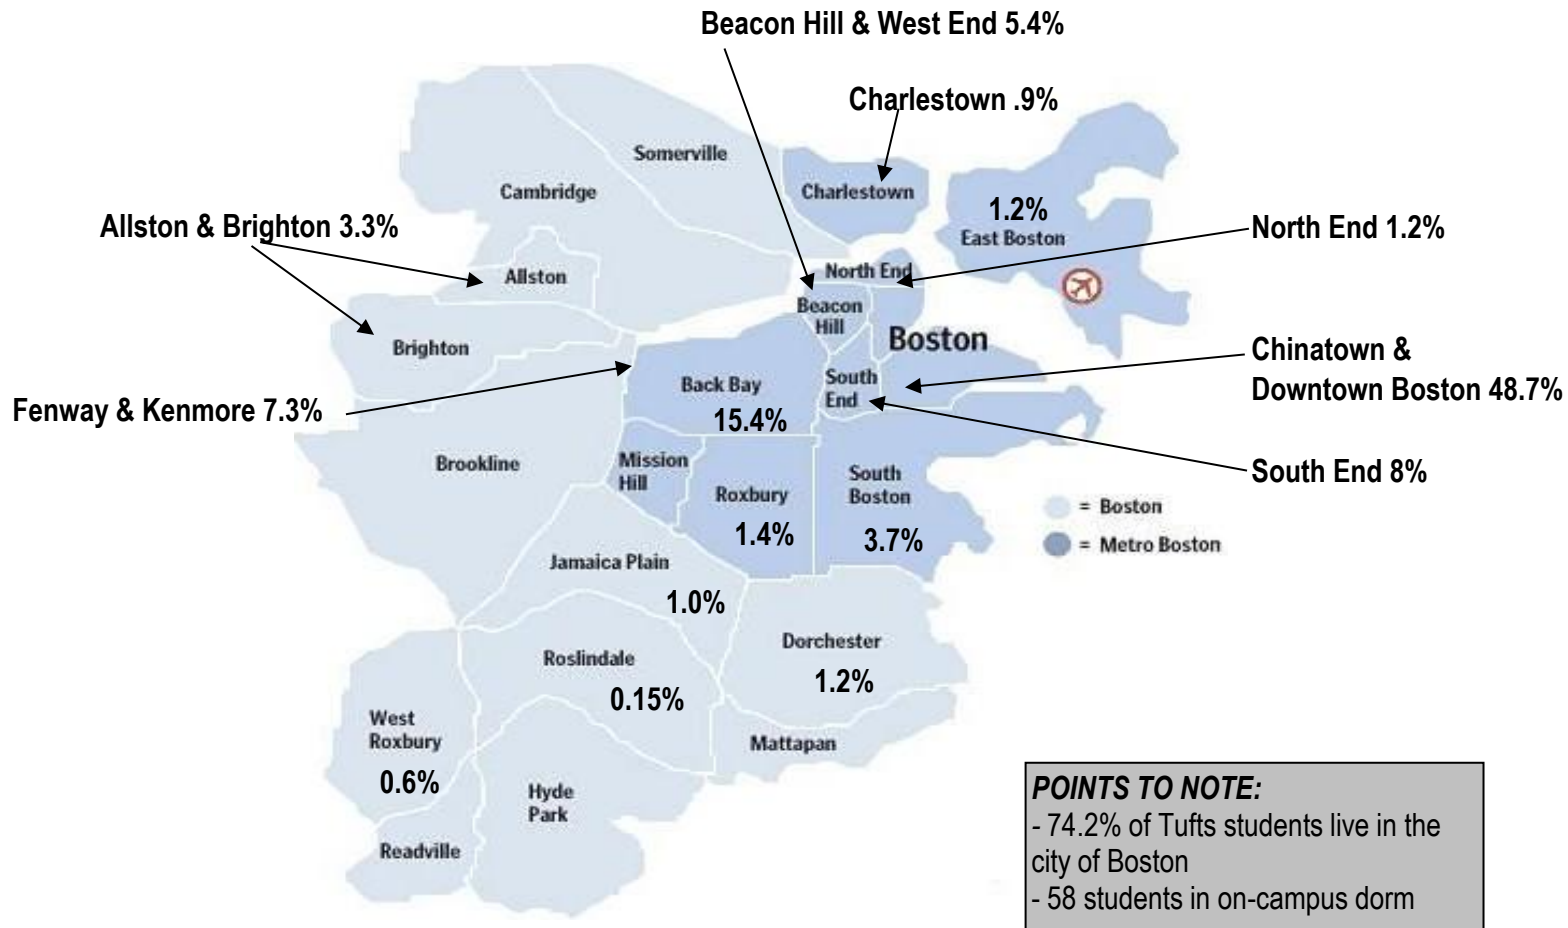 Beacon Hill & West End 5.4%
Charlestown .9%
Somerville
Cambridge
Charlestown
1.2%
East Boston
Allston & Brighton 3.3%
North End 1.2%
Allston
North End
Beacon
Hill
Boston
Brighton
Chinatown &
Downtown Boston 48.7%
Back Bay
15.4%
South
End
Fenway & Kenmore 7.3%
Brookline
Mission
Hill
Roxbury
1.4%
South
Boston
3.7%
South End 8%
= Boston
= Metro Boston
Jamaica Plain
1.0%
Dorchester
1.2%
Roslindale
0.15%
West
Roxbury
0.6%
Mattapan
Hyde
Park
Readville
POINTS TO NOTE:
- 74.2% of Tufts students live in the
city of Boston
- 58 students in on-campus dorm